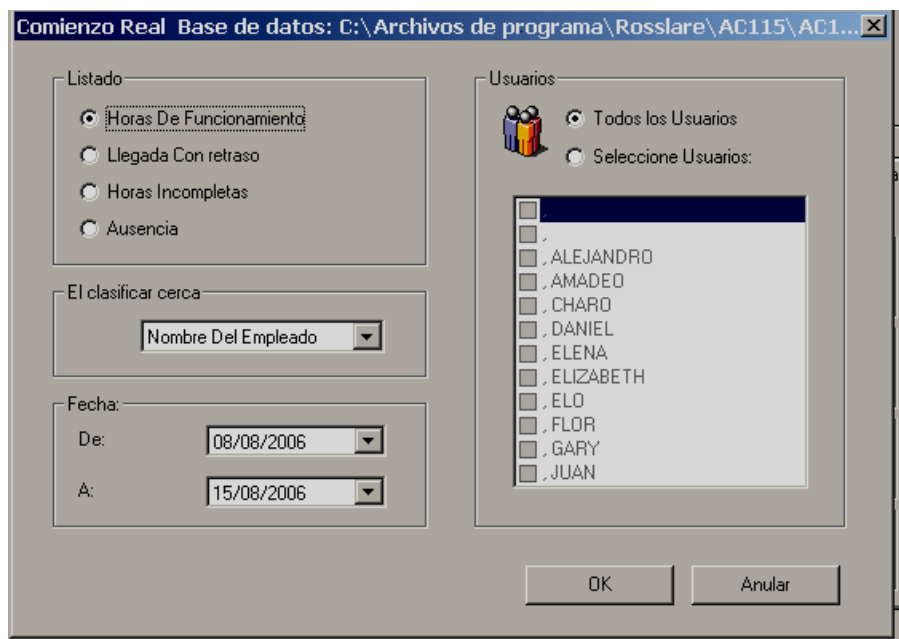 Comienzo Real Base de datos: C:\Archivos de programa\Rosslare\AC115\AC1...
Listado
Horas De Funcionamiento
Llegada Con retraso
Horas Incompletas
Ausencia
El clasificar cerca
Nombre Del Empleado
Fecha:
De: 08/08/2006
A: 15/08/2006
Usuarios
Todos los Usuarios
Seleccione Usuarios:
,
,
, ALEJANDRO
, AMADEO
, CHARO
, DANIEL
, ELENA
, ELIZABETH
, ELO
, FLOR
, GARY
, JUAN
OK Anular